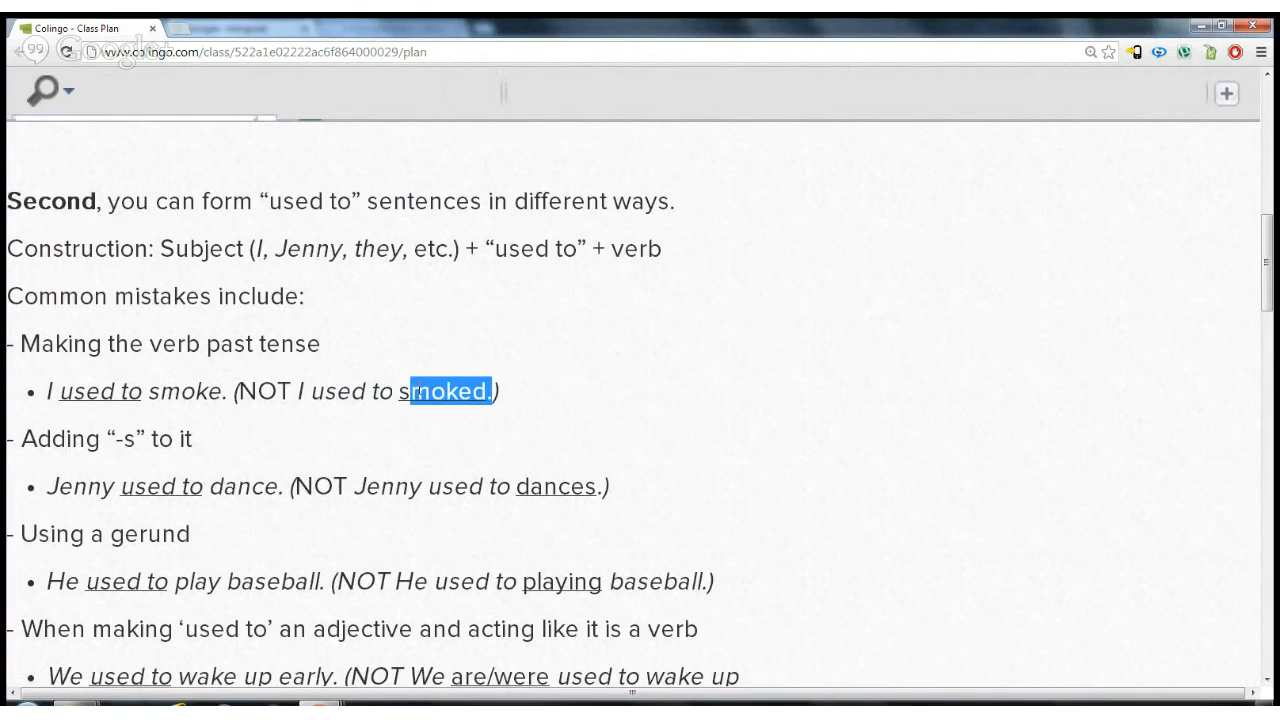 Colingo - Class Plan
Google+
www.colingo.com/class/522a1e02222ac6f864000029/plan
Second, you can form “used to” sentences in different ways.
Construction: Subject (I, Jenny, they, etc.) + “used to” + verb
Common mistakes include:
- Making the verb past tense
• I used to smoke. (NOT I used to smoked.)
- Adding “-s” to it
• Jenny used to dance. (NOT Jenny used to dances.)
- Using a gerund
• He used to play baseball. (NOT He used to playing baseball.)
- When making ‘used to’ an adjective and acting like it is a verb
• We used to wake up early. (NOT We are/were used to wake up